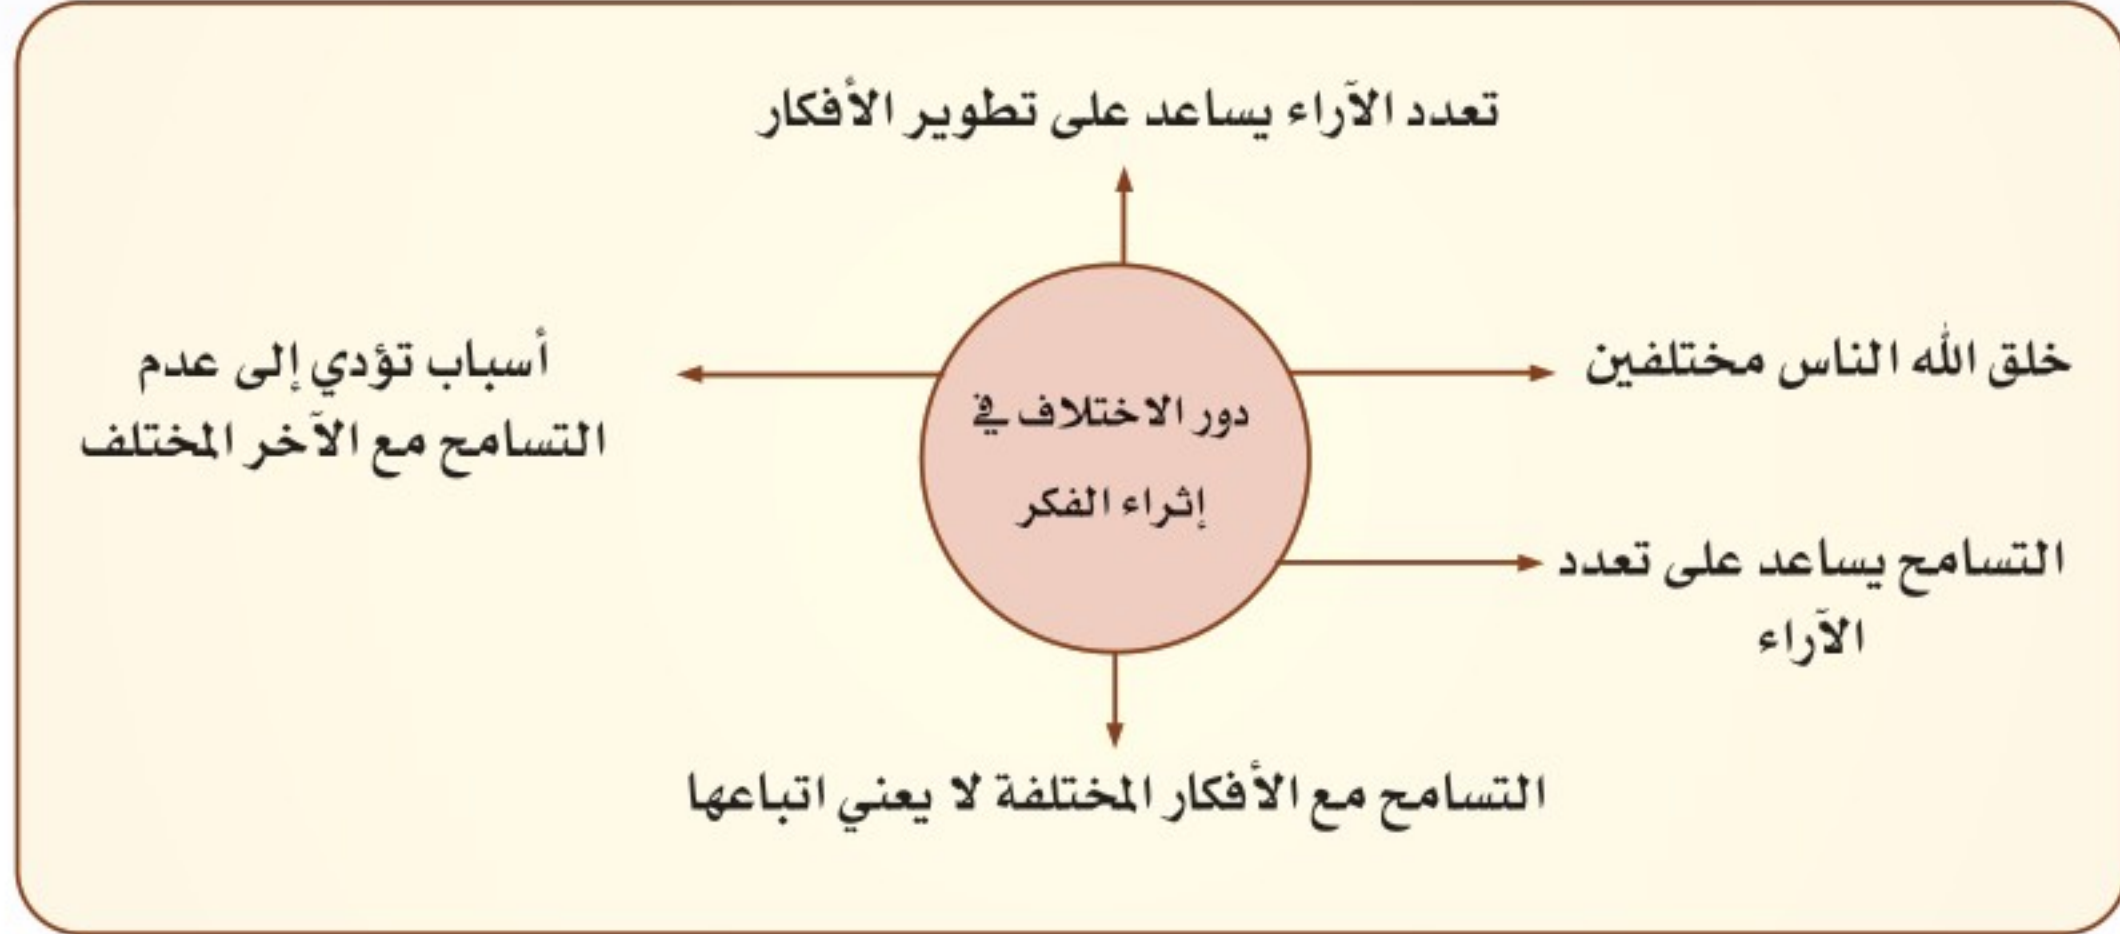 تعدد الآراء يساعد على تطوير الأفكار
خلق الله الناس مختلفين
أسباب تؤدي إلى عدم
التسامح مع الآخر المختلف
دور الاختلاف في
إثراء الفكر
التسامح يساعد على تعدد
الآراء
التسامح مع الأفكار المختلفة لا يعني اتباعها